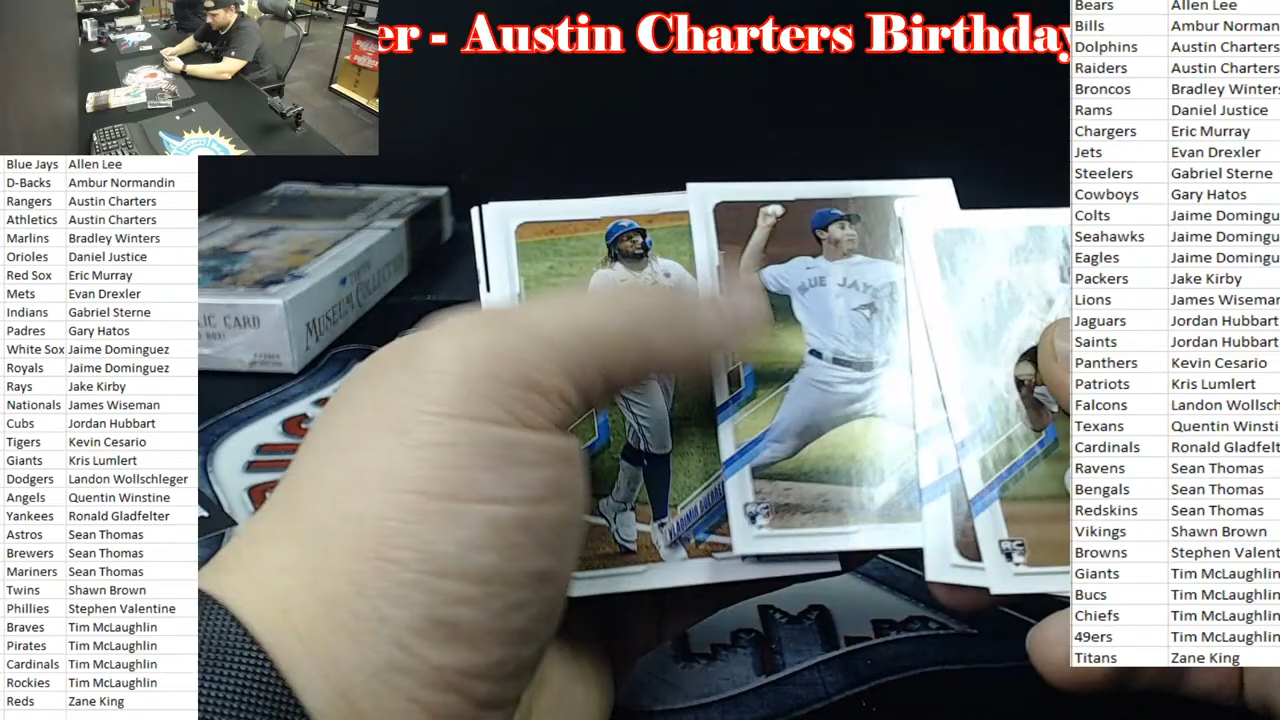 er - Austin Charters Birthday
Blue Jays Allen Lee
D-Backs Ambur Normandin
Rangers Austin Charters
Athletics Austin Charters
Marlins Bradley Winters
Orioles Daniel Justice
Red Sox Eric Murray
Mets Evan Drexler
Indians Gabriel Sterne
Padres Gary Hatos
White Sox Jaime Dominguez
Royals Jaime Dominguez
Rays Jake Kirby
Nationals James Wiseman
Cubs Jordan Hubbart
Tigers Kevin Cesario
Giants Kris Lumlert
Dodgers Landon Wollschleger
Angels Quentin Winstine
Yankees Ronald Gladfelter
Astros Sean Thomas
Brewers Sean Thomas
Mariners Sean Thomas
Twins Shawn Brown
Phillies Stephen Valentine
Braves Tim McLaughlin
Pirates Tim McLaughlin
Cardinals Tim McLaughlin
Rockies Tim McLaughlin
Reds Zane King
MUSEUM COLLECTION
CARD
BLUE JAYS
VLADIMIR GUERRE
RC
RC
Bears Allen Lee
Bills Ambur Norman
Dolphins Austin Charters
Raiders Austin Charters
Broncos Bradley Winters
Rams Daniel Justice
Chargers Eric Murray
Jets Evan Drexler
Steelers Gabriel Sterne
Cowboys Gary Hatos
Colts Jaime Domingu
Seahawks Jaime Domingu
Eagles Jaime Domingu
Packers Jake Kirby
Lions James Wiseman
Jaguars Jordan Hubbart
Saints Jordan Hubbart
Panthers Kevin Cesario
Patriots Kris Lumlert
Falcons Landon Wollsch
Texans Quentin Winsti
Cardinals Ronald Gladfelt
Ravens Sean Thomas
Bengals Sean Thomas
Redskins Sean Thomas
Vikings Shawn Brown
Browns Stephen Valent
Giants Tim McLaughlin
Bucs Tim McLaughlin
Chiefs Tim McLaughlin
49ers Tim McLaughlin
Titans Zane King